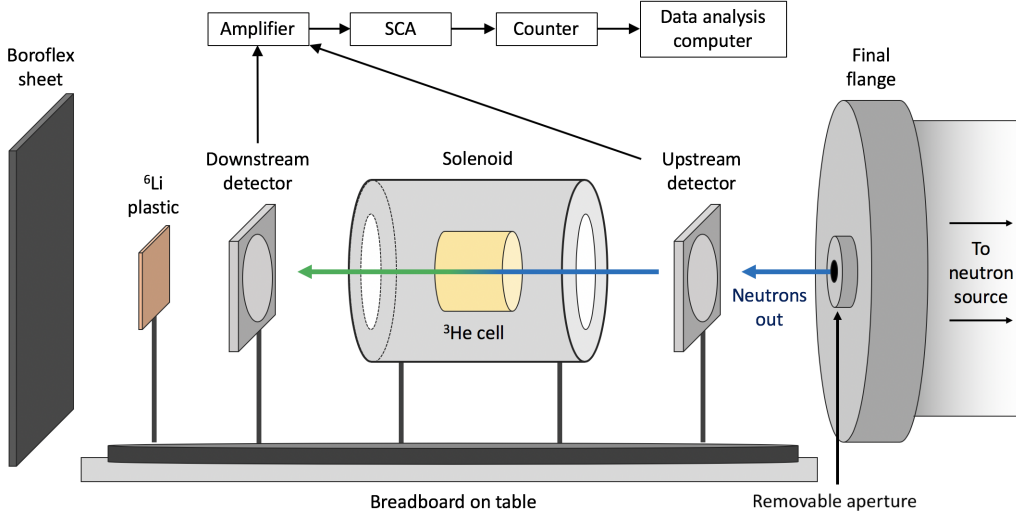 Amplifier
SCA
Counter
Data analysis
computer
Boroflex
sheet
Final
flange
Downstream
detector
Solenoid
Upstream
detector
⁶Li
plastic
To
neutron
source
Neutrons
out
³He cell
Breadboard on table
Removable aperture